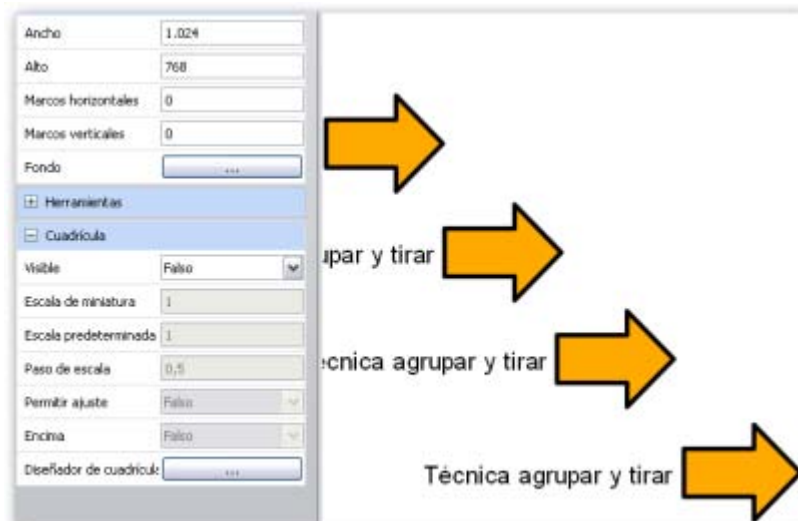 Ancho 1.024
Alto 768
Marcos horizontales 0
Marcos verticales 0
Fondo ...
Herramientas
Cuadrícula
Visible Falso
upar y tirar
Escala de miniatura 1
Escala predeterminada 1
Paso de escala 0,5
écnica agrupar y tirar
Permitir ajuste Falso
Encima Falso
Diseñador de cuadrícula ...
Técnica agrupar y tirar